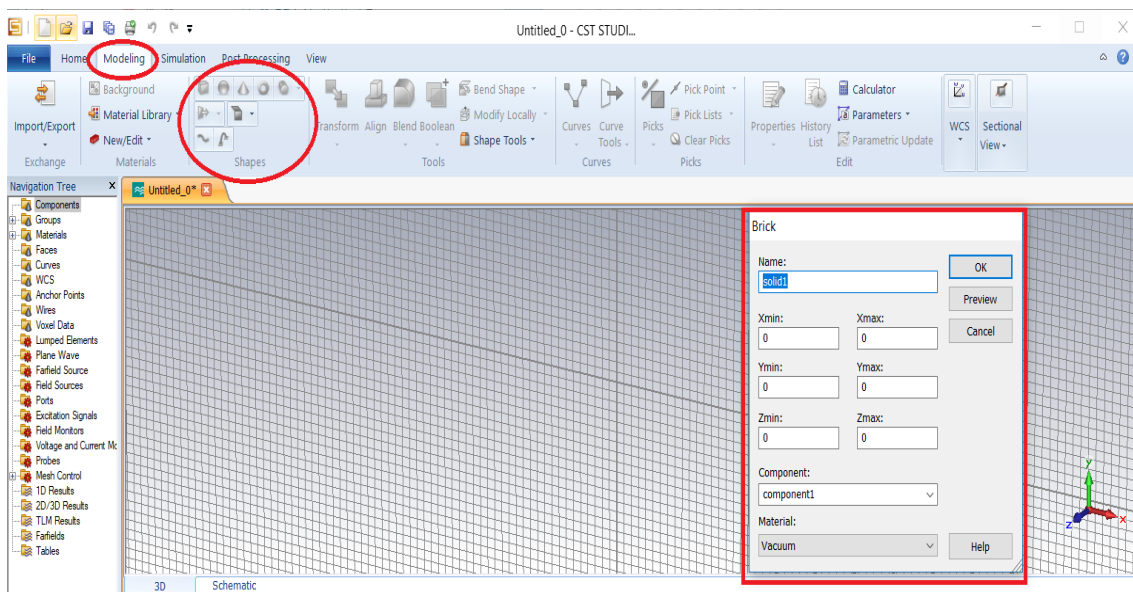 Untitled_0 - CST STUDI...
File Home Modeling Simulation Post Processing View
Import/Export
Background
Material Library
New/Edit
Transform Align Blend Boolean
Bend Shape
Modify Locally
Shape Tools
Curves Curve Tools
Picks
Pick Point
Pick Lists
Clear Picks
Properties History List
Calculator
Parameters
Parametric Update
WCS Sectional View
Exchange Materials Shapes Tools Curves Picks Edit
Navigation Tree X
Untitled_0*
Components
Groups
Materials
Faces
Curves
WCS
Anchor Points
Wires
Voxel Data
Lumped Elements
Plane Wave
Farfield Source
Field Sources
Ports
Excitation Signals
Field Monitors
Voltage and Current Mc
Probes
Mesh Control
1D Results
2D/3D Results
TLM Results
Farfields
Tables
Brick
Name:
solid1
OK
Preview
Cancel
Xmin: Xmax:
0 0
Ymin: Ymax:
0 0
Zmin: Zmax:
0 0
Component:
component1
Material:
Vacuum
Help
y
z x
3D Schematic